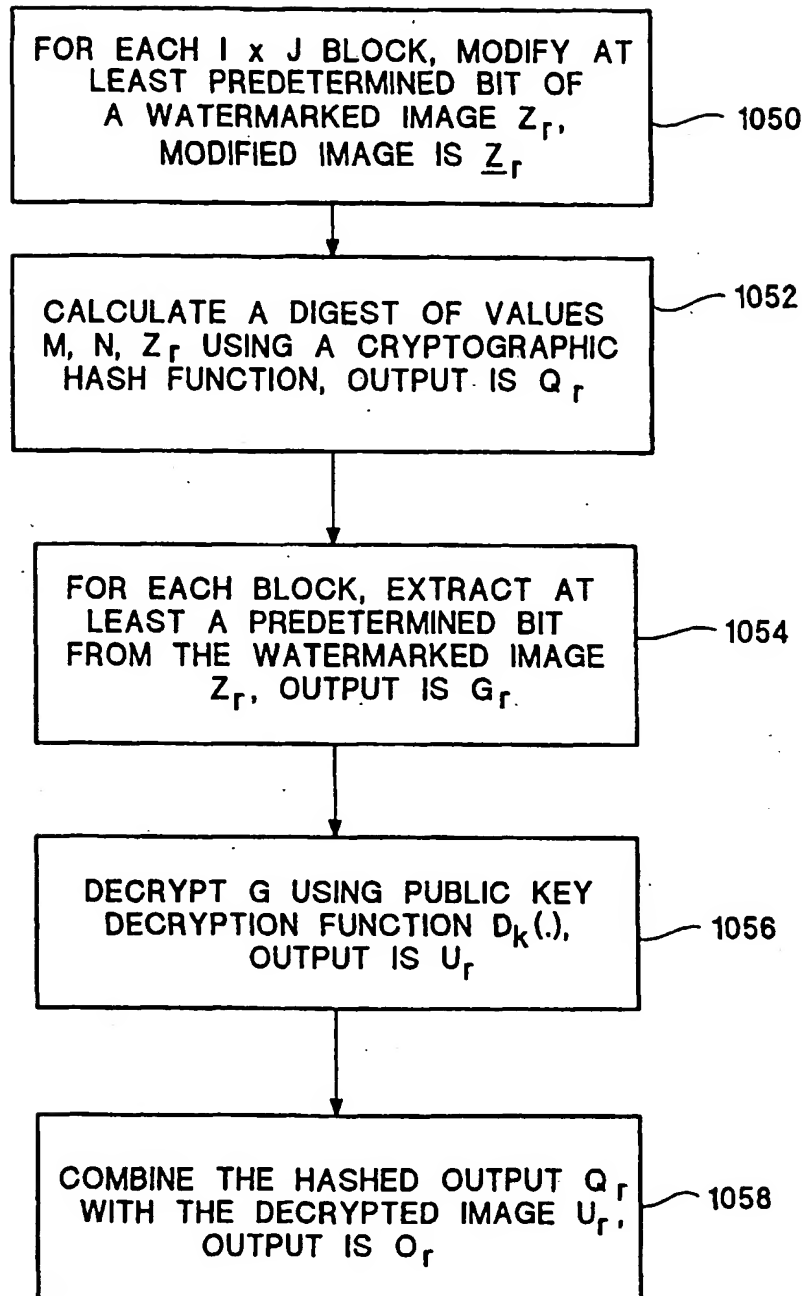 FOR EACH I x J BLOCK, MODIFY AT
LEAST PREDETERMINED BIT OF
A WATERMARKED IMAGE Zr,
MODIFIED IMAGE IS Zr
1050
CALCULATE A DIGEST OF VALUES
M, N, Zr USING A CRYPTOGRAPHIC
HASH FUNCTION, OUTPUT IS Qr
1052
FOR EACH BLOCK, EXTRACT AT
LEAST A PREDETERMINED BIT
FROM THE WATERMARKED IMAGE
Zr, OUTPUT IS Gr
1054
DECRYPT G USING PUBLIC KEY
DECRYPTION FUNCTION Dk(.),
OUTPUT IS Ur
1056
COMBINE THE HASHED OUTPUT Qr
WITH THE DECRYPTED IMAGE Ur,
OUTPUT IS Or
1058